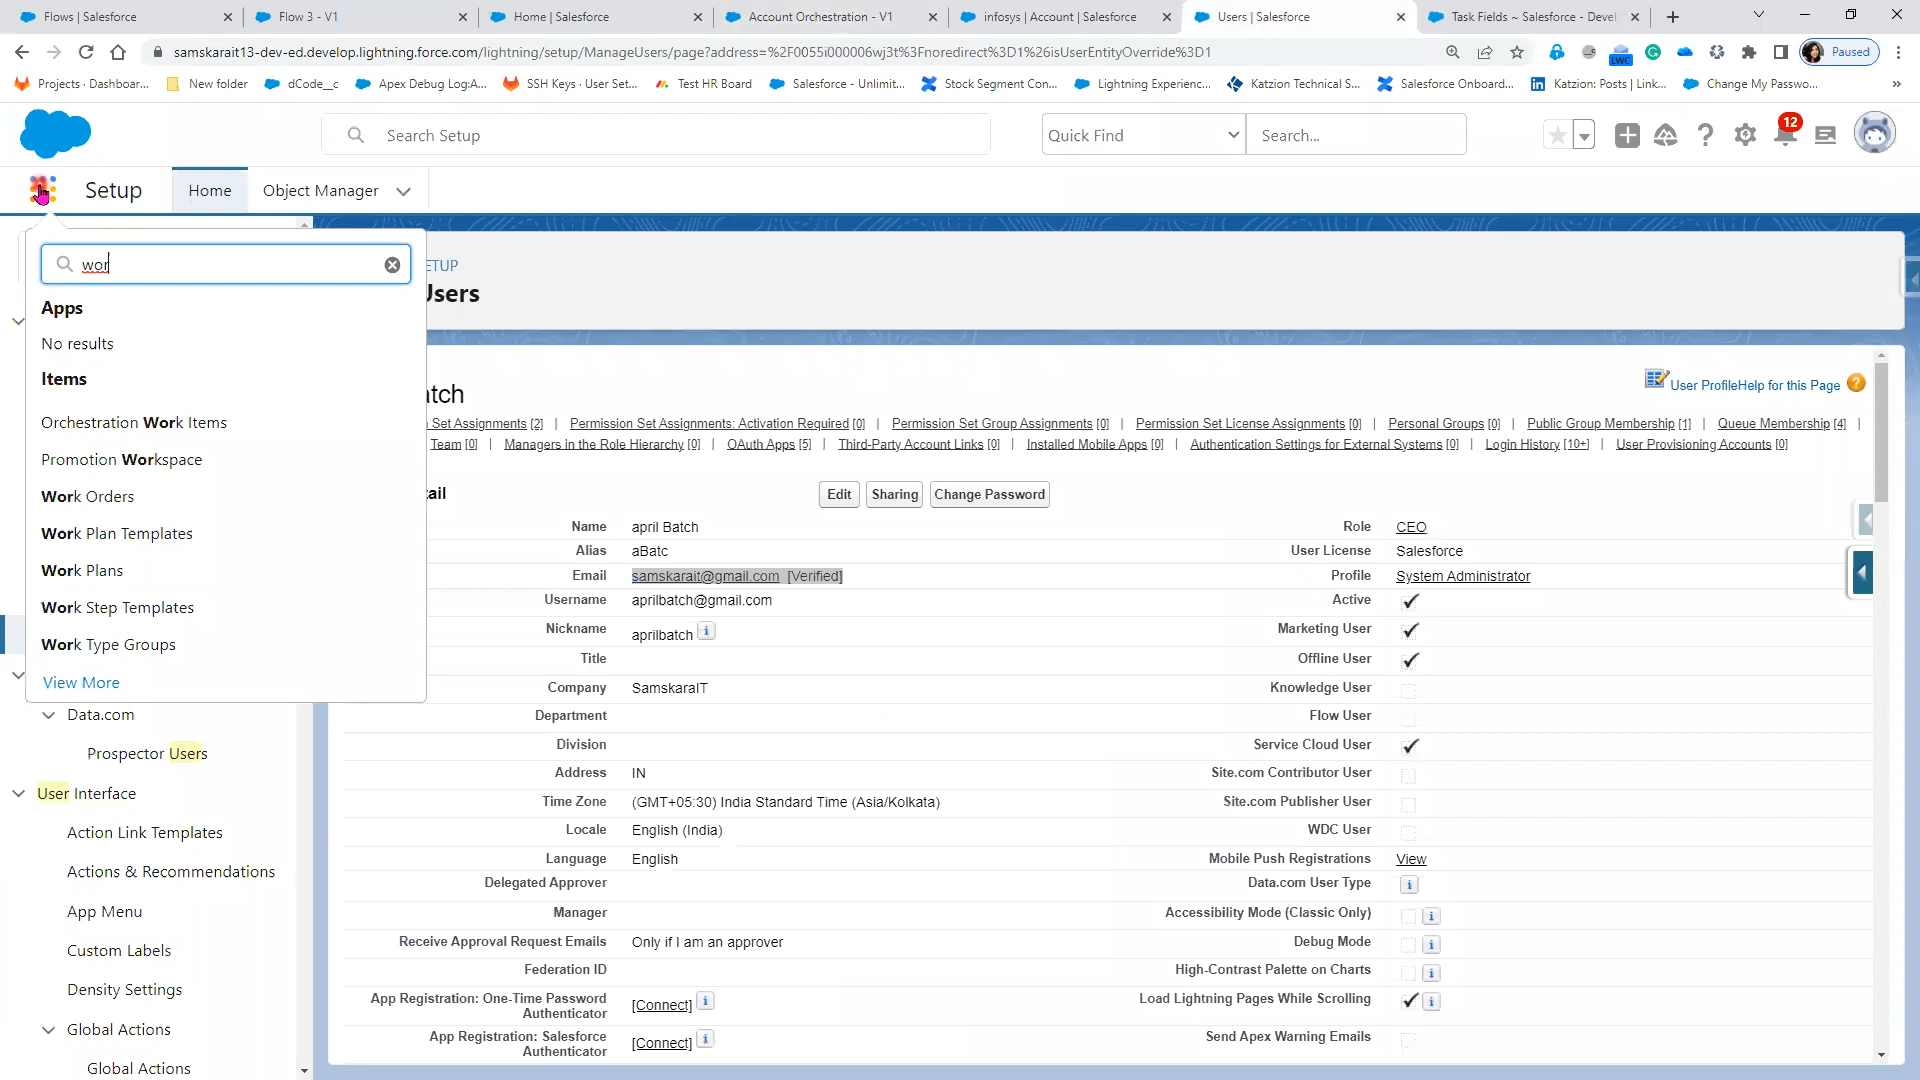 Flows | Salesforce
Flow 3 - V1
Home | Salesforce
Account Orchestration - V1
infosys | Account | Salesforce
Users | Salesforce
Task Fields ~ Salesforce - Devel
samskarait13-dev-ed.develop.lightning.force.com/lightning/setup/ManageUsers/page?address=%2F0055i000006wj3t%3Fnoredirect%3D1%26isUserEntityOverride%3D1
LWC
Paused
Projects · Dashboar...
New folder
dCode__c
Apex Debug Log:A...
SSH Keys · User Set...
Test HR Board
Salesforce - Unlimit...
Stock Segment Con...
Lightning Experienc...
Katzion Technical S...
Salesforce Onboard...
Katzion: Posts | Link...
Change My Passwo...
Search Setup
Quick Find
Search...
12
Setup
Home
Object Manager
wor
Apps
No results
Items
Orchestration Work Items
Promotion Workspace
Work Orders
Work Plan Templates
Work Plans
Work Step Templates
Work Type Groups
View More
Data.com
Prospector Users
User Interface
Action Link Templates
Actions & Recommendations
App Menu
Custom Labels
Density Settings
Global Actions
Global Actions
ETUP
Users
atch
User Profile Help for this Page
Set Assignments [2] | Permission Set Assignments: Activation Required [0] | Permission Set Group Assignments [0] | Permission Set License Assignments [0] | Personal Groups [0] | Public Group Membership [1] | Queue Membership [4] |
Team [0] | Managers in the Role Hierarchy [0] | OAuth Apps [5] | Third-Party Account Links [0] | Installed Mobile Apps [0] | Authentication Settings for External Systems [0] | Login History [10+] | User Provisioning Accounts [0]
tail
Edit Sharing Change Password
Name april Batch Role CEO
Alias aBatc User License Salesforce
Email samskarait@gmail.com [Verified] Profile System Administrator
Username aprilbatch@gmail.com Active
Nickname aprilbatch i Marketing User
Title Offline User
Company SamskaraIT Knowledge User
Department Flow User
Division Service Cloud User
Address IN Site.com Contributor User
Time Zone (GMT+05:30) India Standard Time (Asia/Kolkata) Site.com Publisher User
Locale English (India) WDC User
Language English Mobile Push Registrations View
Delegated Approver Data.com User Type i
Manager Accessibility Mode (Classic Only) i
Receive Approval Request Emails Only if I am an approver Debug Mode i
Federation ID High-Contrast Palette on Charts i
App Registration: One-Time Password Authenticator [Connect] i Load Lightning Pages While Scrolling i
App Registration: Salesforce Authenticator [Connect] i Send Apex Warning Emails